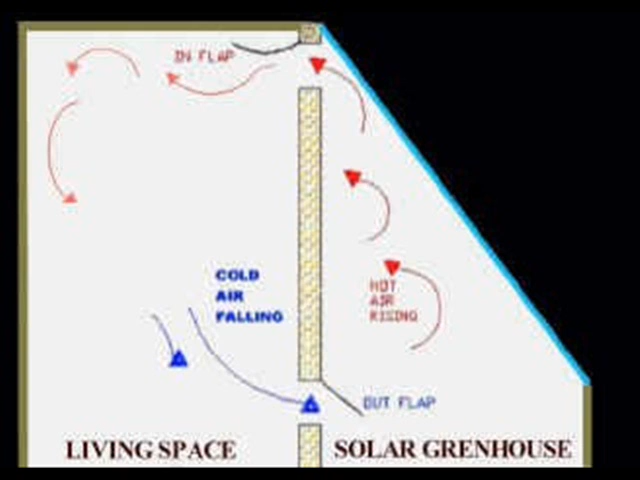 IN FLAP
COLD
AIR
FALLING
HOT
AIR
RISING
OUT FLAP
LIVING SPACE
SOLAR GRENHOUSE